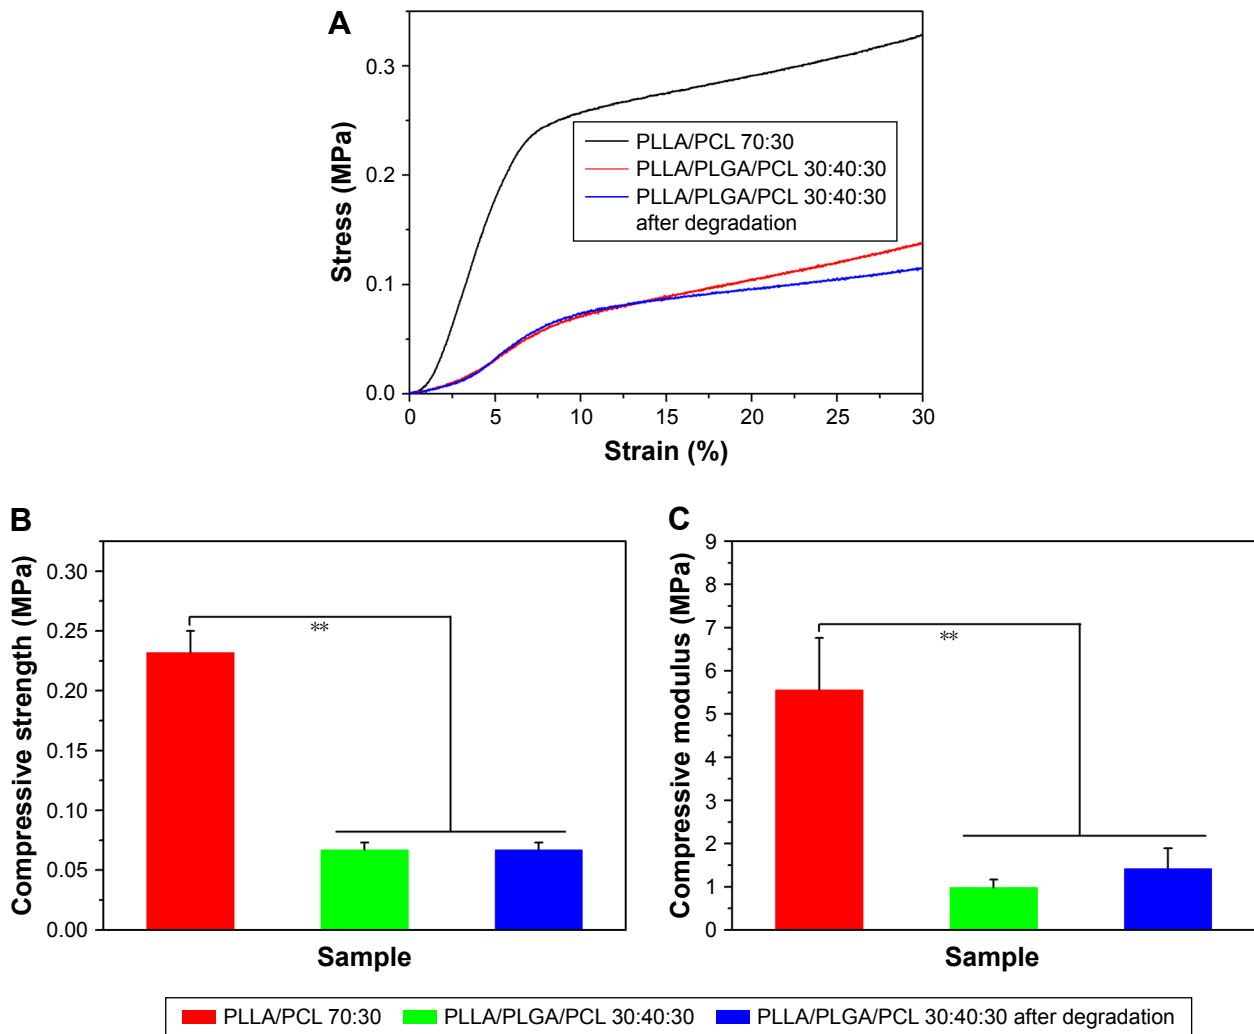 A
Stress (MPa)
0.3
0.2
0.1
0.0
PLLA/PCL 70:30
PLLA/PLGA/PCL 30:40:30
PLLA/PLGA/PCL 30:40:30
after degradation
0 5 10 15 20 25 30
Strain (%)
B
Compressive strength (MPa)
0.30
0.25
0.20
0.15
0.10
0.05
0.00
**
Sample
C
Compressive modulus (MPa)
9
8
7
6
5
4
3
2
1
0
**
Sample
PLLA/PCL 70:30 PLLA/PLGA/PCL 30:40:30 PLLA/PLGA/PCL 30:40:30 after degradation